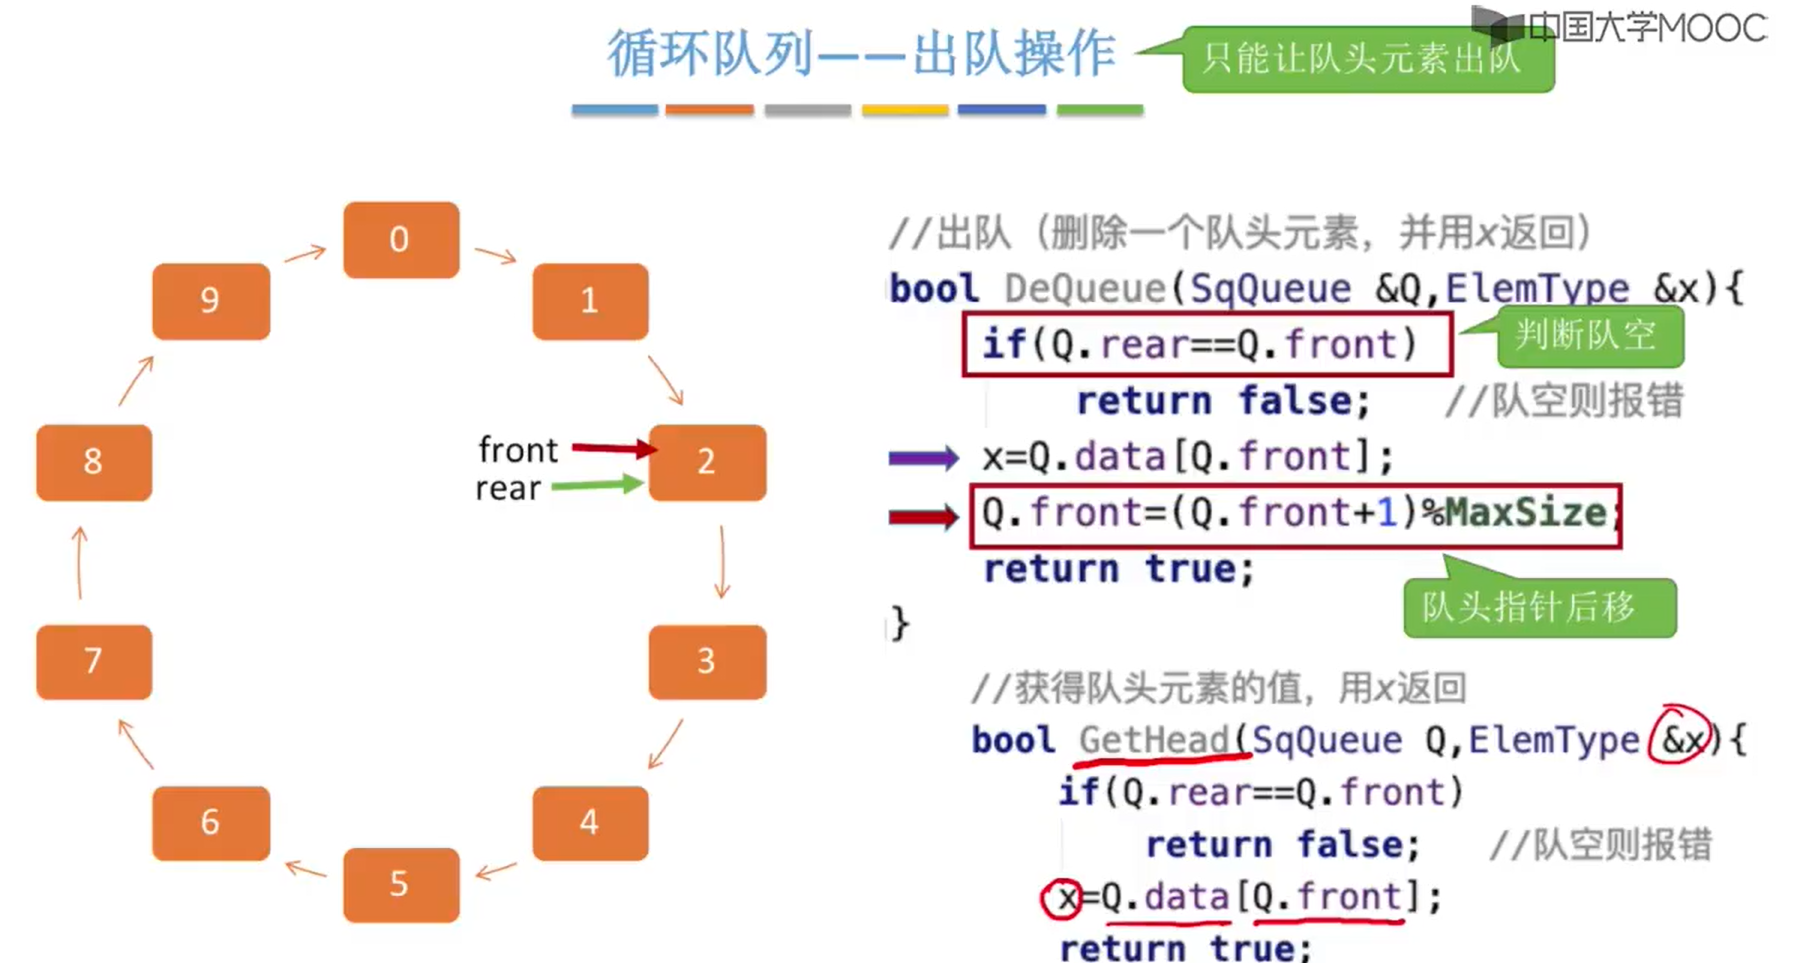 中国大学MOOC
循环队列——出队操作
只能让队头元素出队
0
1
2
3
4
5
6
7
8
9
front
rear
//出队（删除一个队头元素，并用x返回）
bool DeQueue(SqQueue &Q,ElemType &x){
if(Q.rear==Q.front)
判断队空
return false; //队空则报错
x=Q.data[Q.front];
Q.front=(Q.front+1)%MaxSize;
队头指针后移
return true;
}
//获得队头元素的值，用x返回
bool GetHead(SqQueue Q,ElemType &x){
if(Q.rear==Q.front)
return false; //队空则报错
x=Q.data[Q.front];
return true;